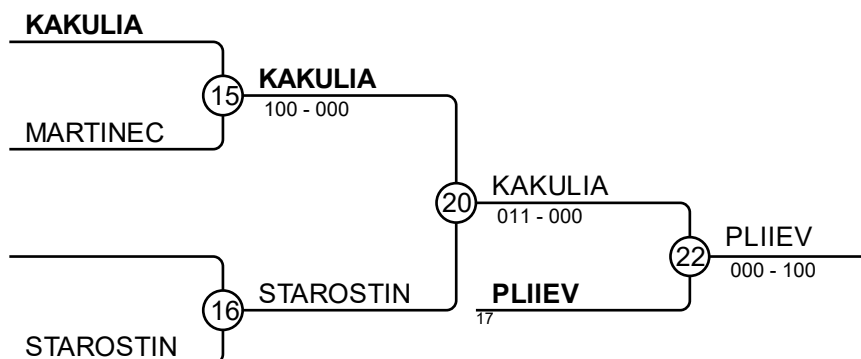 KAKULIA
15
KAKULIA
100 - 000
MARTINEC
20
KAKULIA
011 - 000
22
PLIIEV
000 - 100
16
STAROSTIN
PLIIEV
17
STAROSTIN